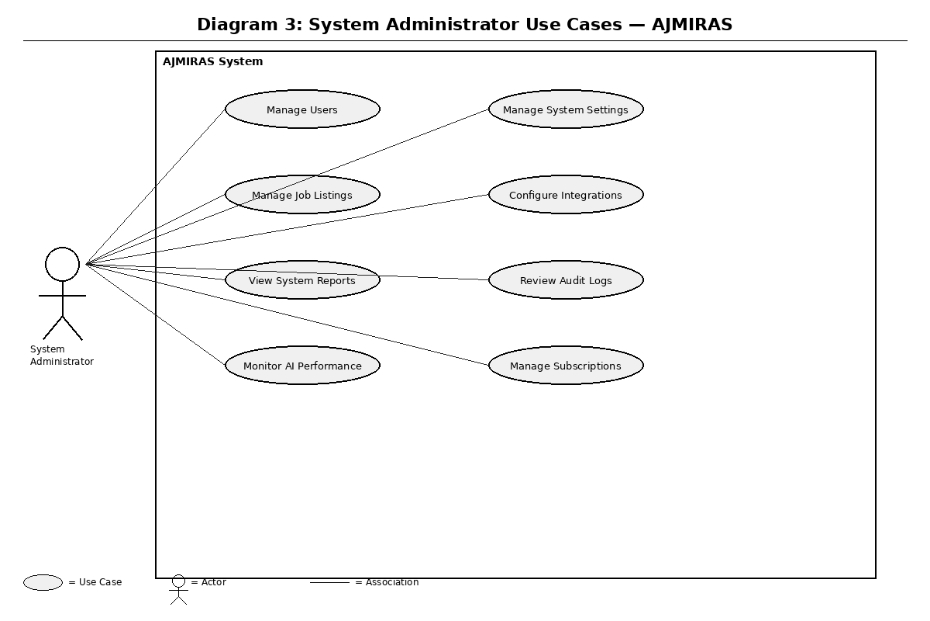 Diagram 3: System Administrator Use Cases — AJMIRAS
AJMIRAS System
Manage Users
Manage System Settings
Manage Job Listings
Configure Integrations
View System Reports
Review Audit Logs
Monitor AI Performance
Manage Subscriptions
System
Administrator
= Use Case
= Actor
= Association